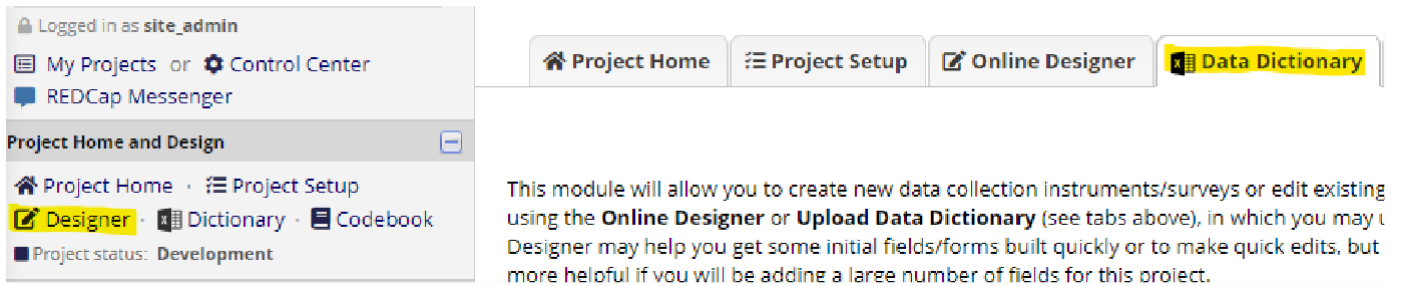 Logged in as site_admin
My Projects or Control Center
REDCap Messenger
Project Home and Design
Project Home · Project Setup
Designer · Dictionary · Codebook
Project status: Development
Project Home Project Setup Online Designer Data Dictionary
This module will allow you to create new data collection instruments/surveys or edit existing
using the Online Designer or Upload Data Dictionary (see tabs above), in which you may
Designer may help you get some initial fields/forms built quickly or to make quick edits, but
more helpful if you will be adding a large number of fields for this project.